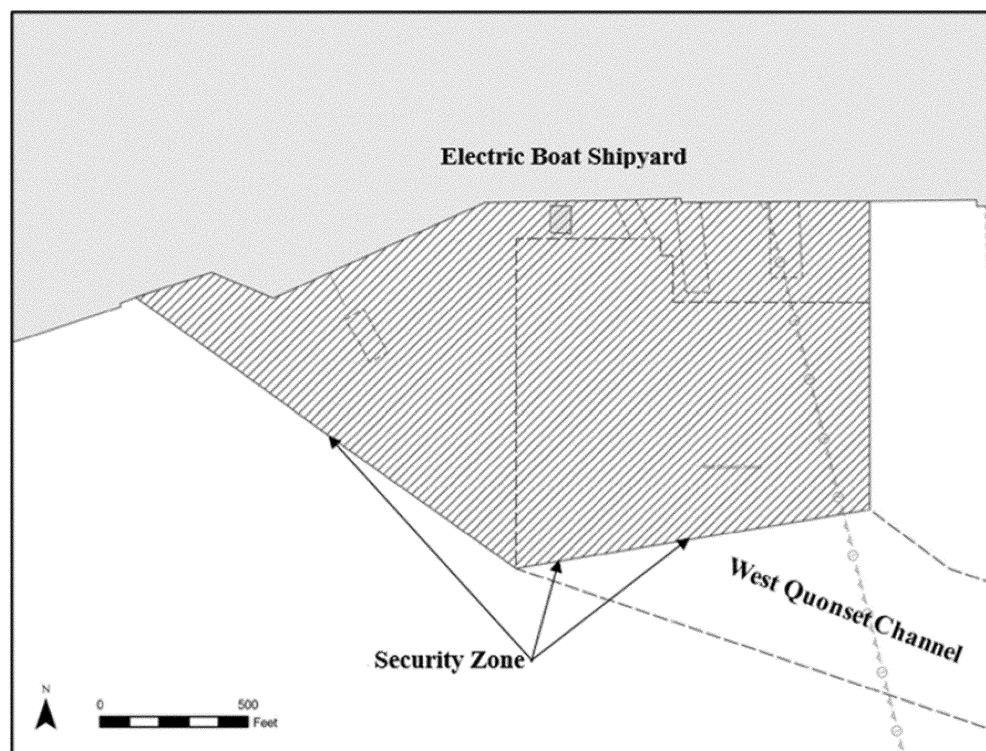 Electric Boat Shipyard
West Quonset Channel
Security Zone
N
0 500
Feet